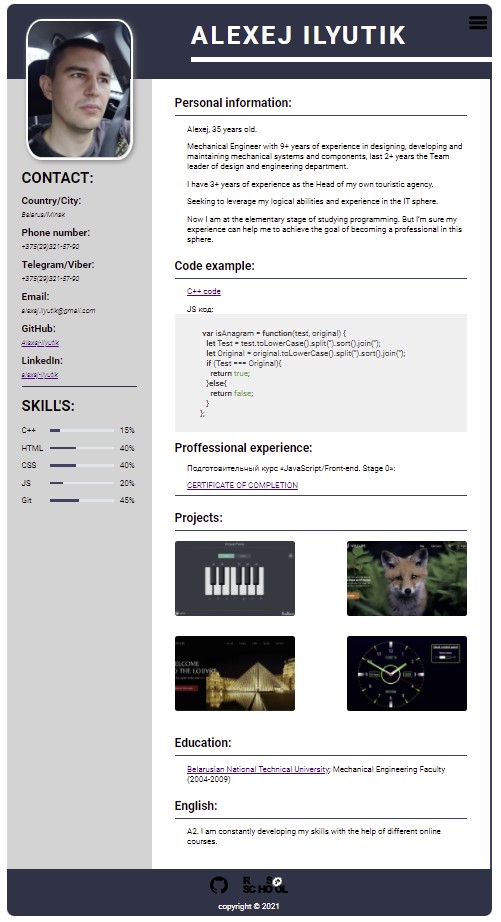 ALEXEJ ILYUTIK
CONTACT:
Country/City:
Belarus/Minsk
Phone number:
+375(29)321-57-90
Telegram/Viber:
+375(29)321-57-90
Email:
alexej.ilyutik@gmail.com
GitHub:
Alexej-Ilyutik
LinkedIn:
alexej-ilyutik
SKILL'S:
C++ 15%
HTML 40%
CSS 40%
JS 20%
Git 45%
Personal information:
Alexej, 35 years old.
Mechanical Engineer with 9+ years of experience in designing, developing and
maintaining mechanical systems and components, last 2+ years the Team
leader of design and engineering department.
I have 3+ years of experience as the Head of my own touristic agency.
Seeking to leverage my logical abilities and experience in the IT sphere.
Now I am at the elementary stage of studying programming. But I'm sure my
experience can help me to achieve the goal of becoming a professional in this
sphere.
Code example:
C++ code
JS код:
var isAnagram = function(test, original) {
let Test = test.toLowerCase().split('').sort().join('');
let Original = original.toLowerCase().split('').sort().join('');
if (Test === Original){
return true;
}else{
return false;
}
};
Proffessional experience:
Подготовительный курс «JavaScript/Front-end. Stage 0»:
CERTIFICATE OF COMPLETION
Projects:
Education:
Belarusian National Technical University; Mechanical Engineering Faculty
(2004-2009)
English:
A2. I am constantly developing my skills with the help of different online
courses.
copyright © 2021